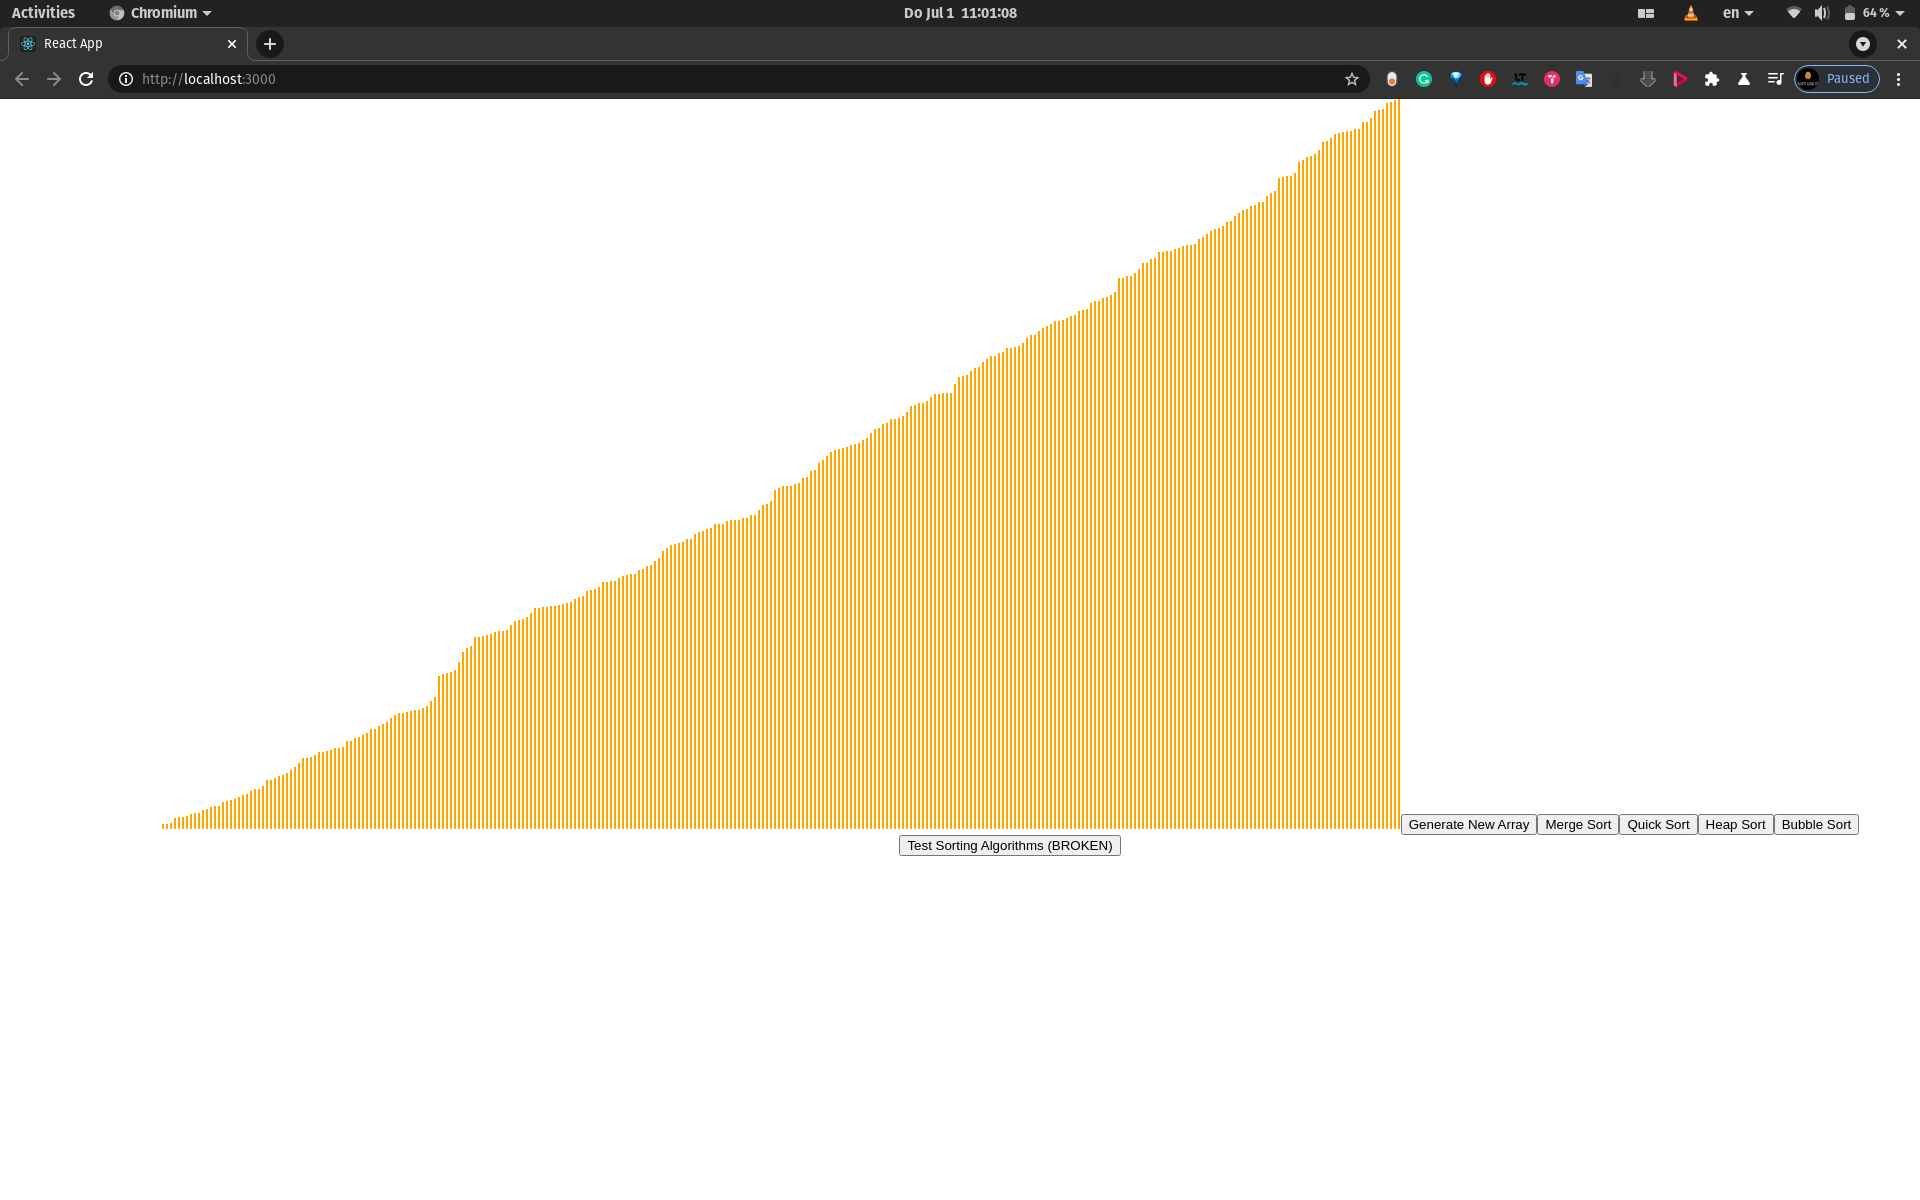 Activities Chromium Do Jul 1 11:01:08 en 64 %
React App
http://localhost:3000 Paused
Generate New Array Merge Sort Quick Sort Heap Sort Bubble Sort
Test Sorting Algorithms (BROKEN)